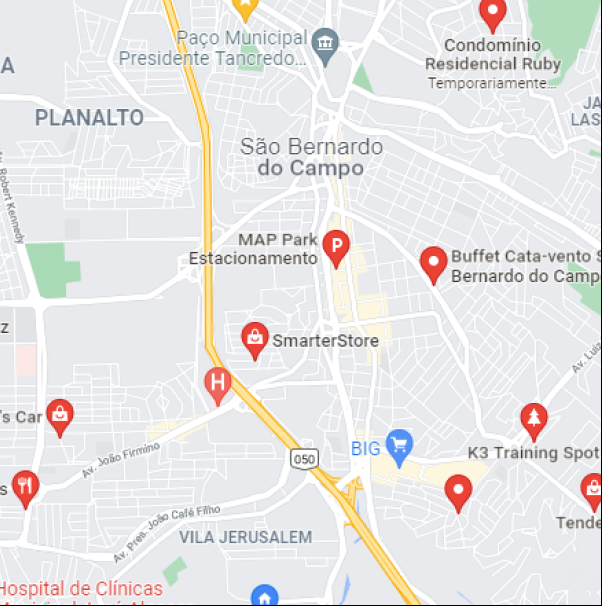 Paço Municipal
Presidente Tancredo...
Condomínio
Residencial Ruby
Temporariamente...
A
JA
LAS
PLANALTO
São Bernardo
do Campo
Av. Robert Kennedy
MAP Park
Estacionamento
P
Buffet Cata-vento S
Bernardo do Camp
z
SmarterStore
Av. Luiz
H
's Car
BIG
K3 Training Spot
050
Av. João Firmino
s
Tende
Av. Pres. João Café Filho
VILA JERUSALEM
Hospital de Clínicas